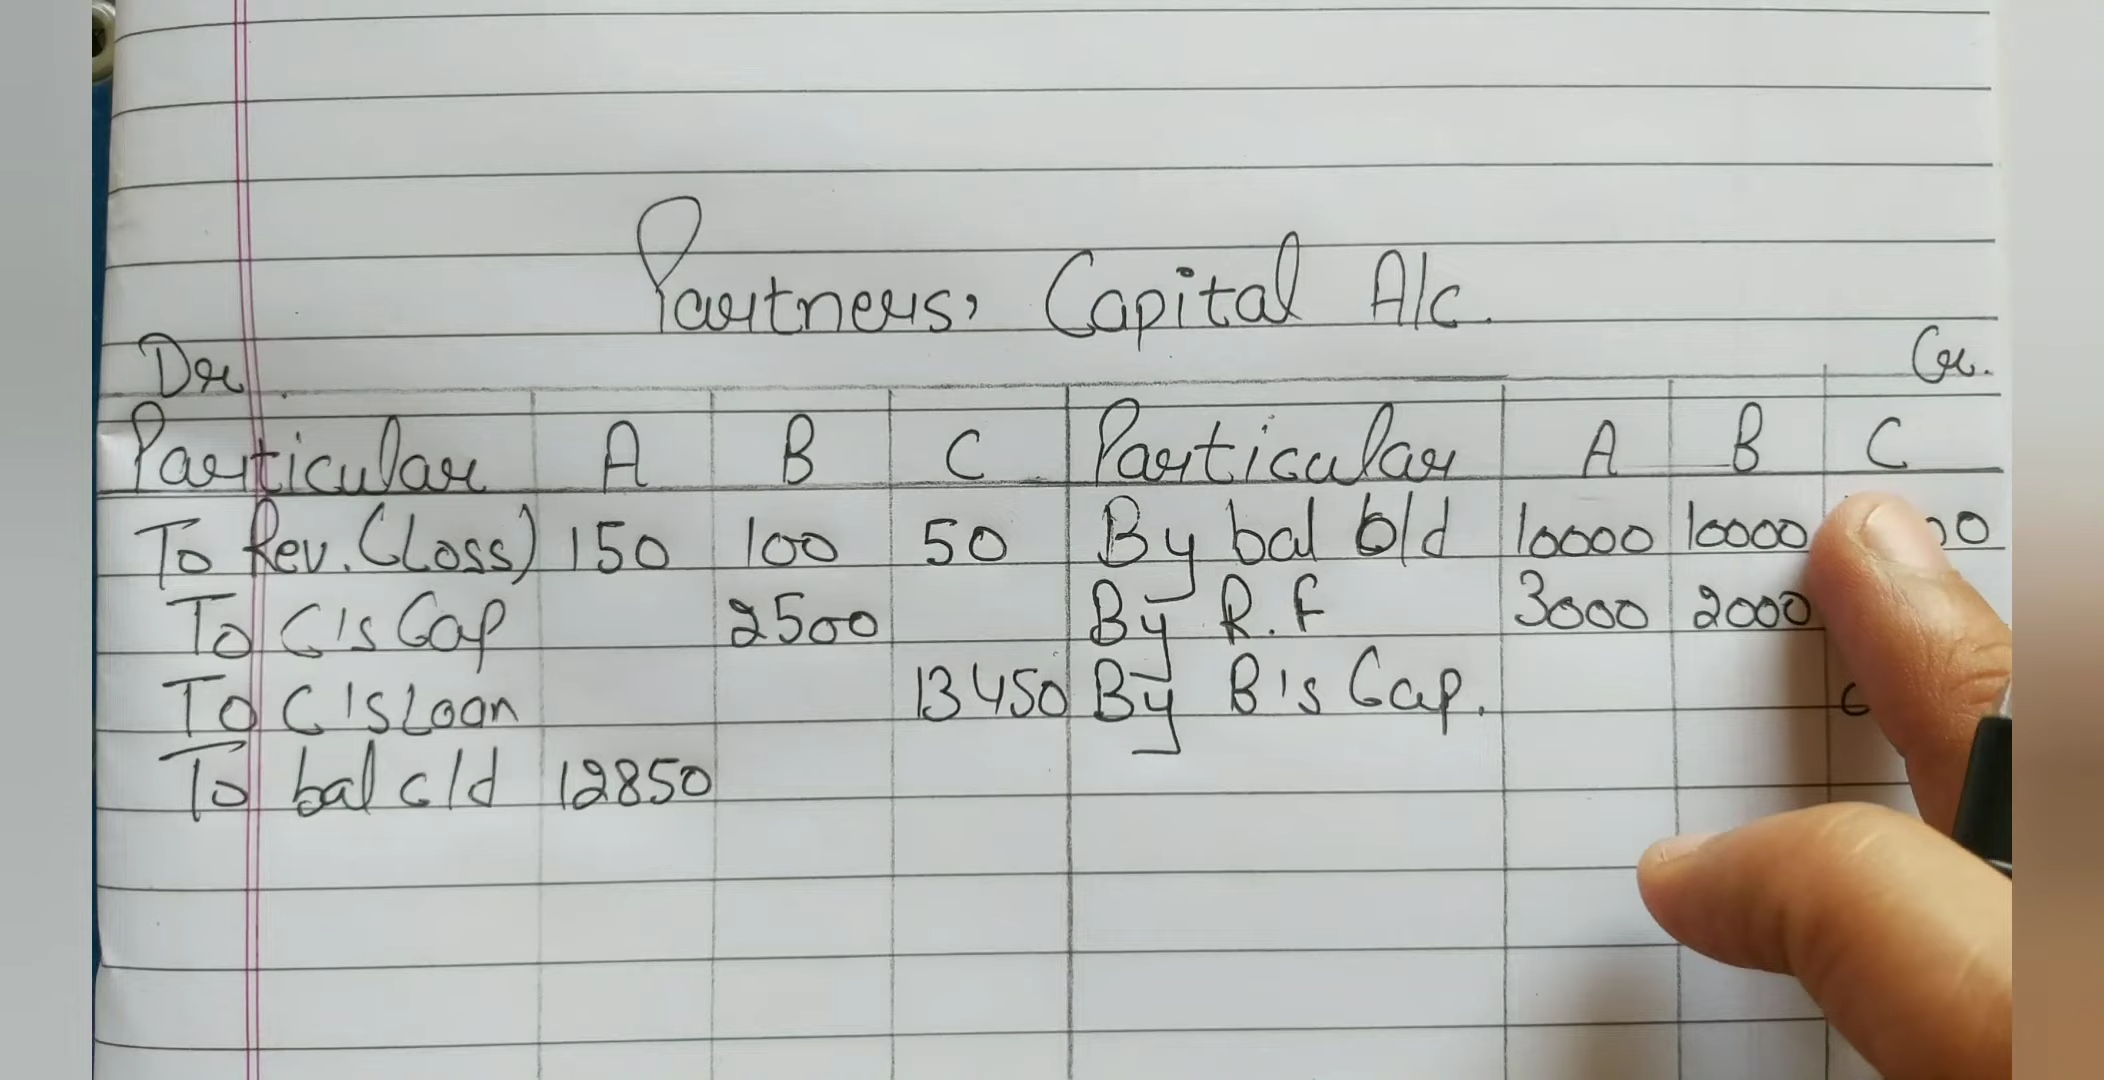 Partners' Capital A/c.
Dr. Cr.
Particular A B C Particular A B C
To Rev. (Loss) 150 100 50 By bal b/d 10000 10000
To C's Cap 2500 By R.F 3000 2000
To C's Loan 13450 By B's Cap.
To bal c/d 12850